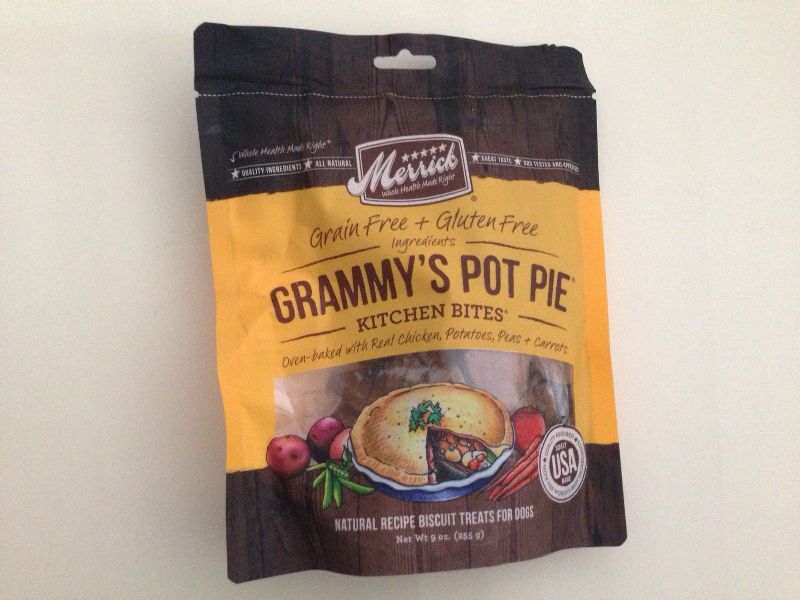 Whole Health Made Right
★ QUALITY INGREDIENTS ★ ALL NATURAL
Merrick
Whole Health Made Right
®
★ GREAT TASTE ★ DOG TESTED AND APPROVED
Grain Free + Gluten Free
Ingredients
GRAMMY'S POT PIE®
KITCHEN BITES®
Oven-baked with Real Chicken, Potatoes, Peas + Carrots
USA
MADE
NATURAL RECIPE BISCUIT TREATS FOR DOGS
Net Wt 9 oz. (255 g)